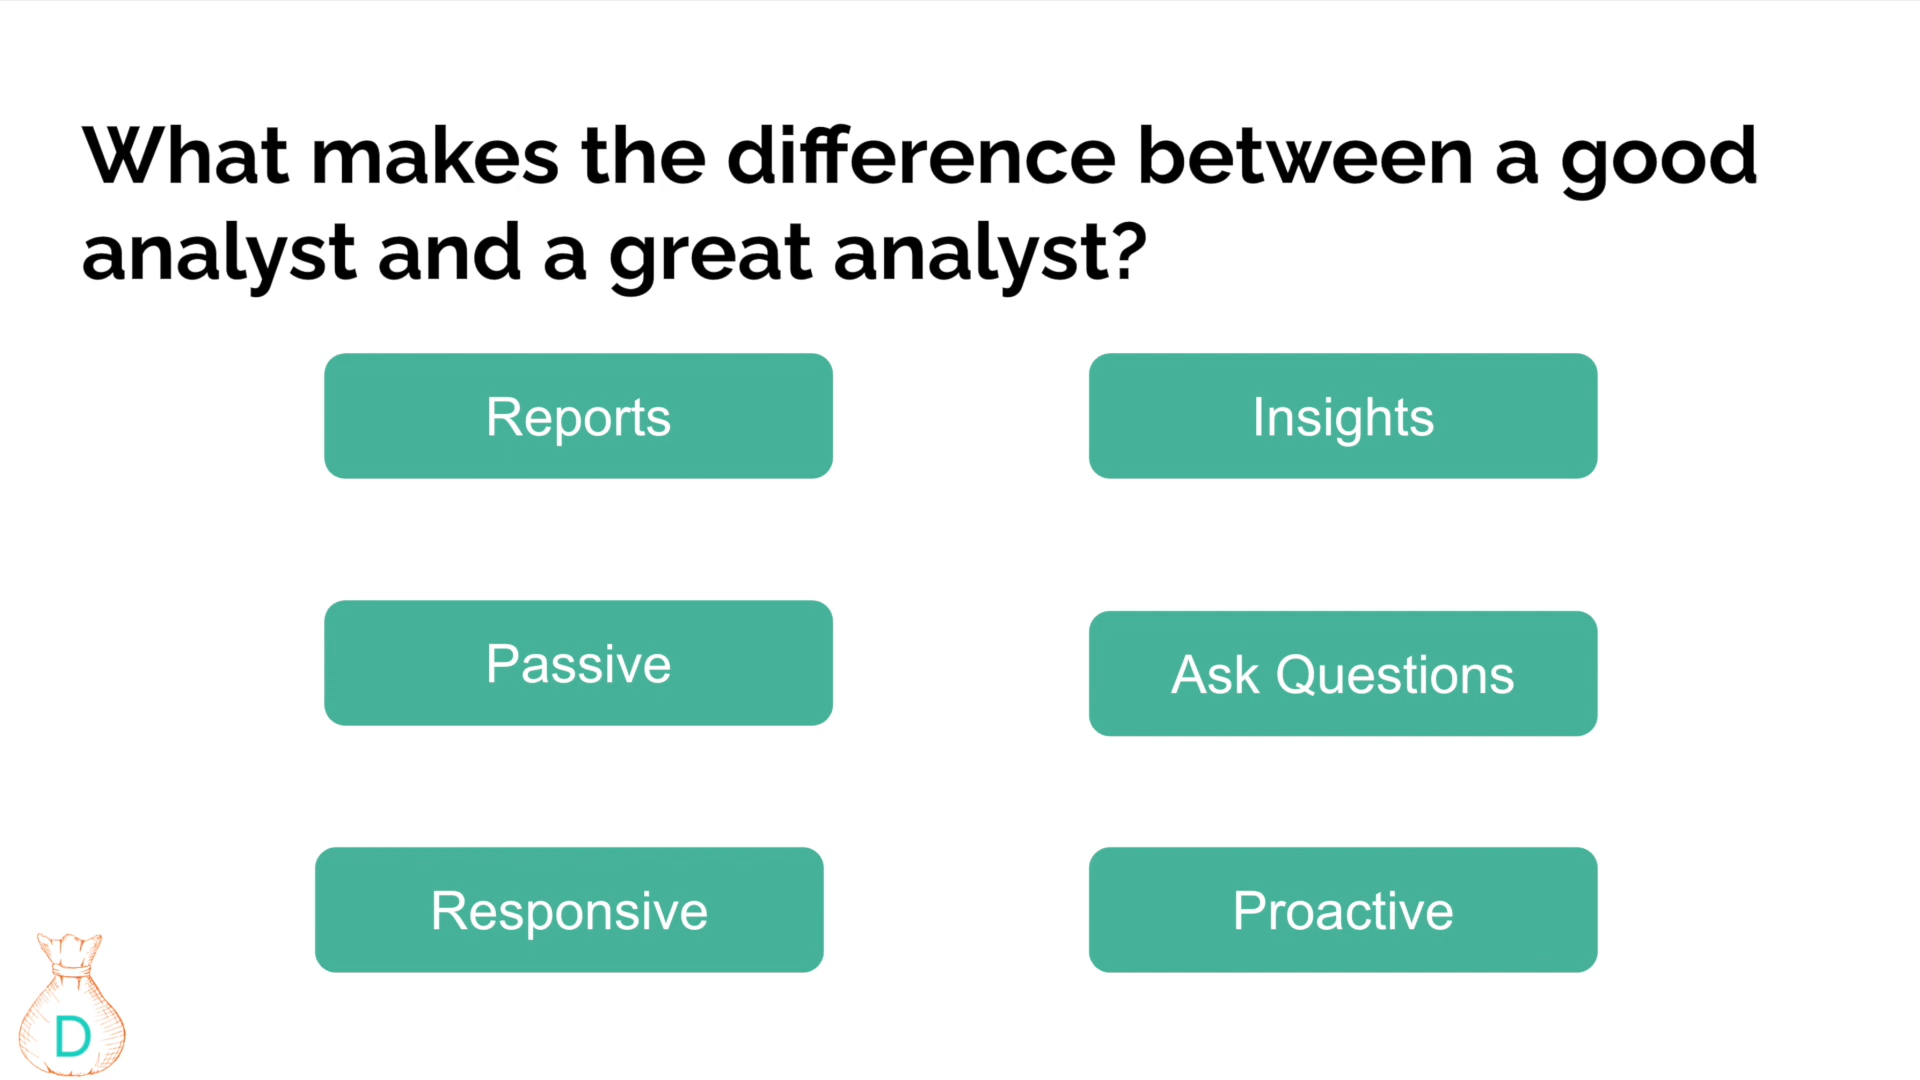 What makes the difference between a good
analyst and a great analyst?
Reports
Insights
Passive
Ask Questions
Responsive
Proactive
D